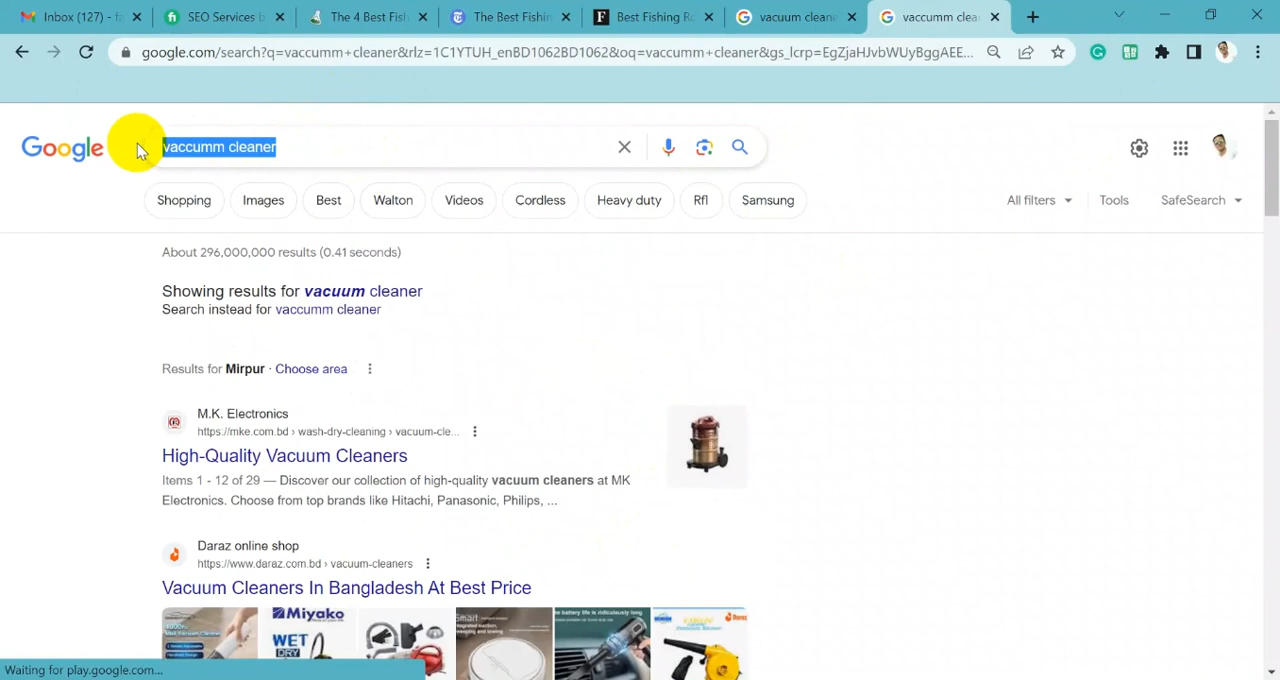 Inbox (127) - fa
SEO Services b
The 4 Best Fish
The Best Fishin
Best Fishing Ro
vacuum cleane
vaccumm clea
google.com/search?q=vaccumm+cleaner&rlz=1C1YTUH_enBD1062BD1062&oq=vaccumm+cleaner&gs_lcrp=EgZjaHJvbWUyBggAEE...
Google
vaccumm cleaner
Shopping
Images
Best
Walton
Videos
Cordless
Heavy duty
Rfl
Samsung
All filters
Tools
SafeSearch
About 296,000,000 results (0.41 seconds)
Showing results for vacuum cleaner
Search instead for vaccumm cleaner
Results for Mirpur · Choose area
M.K. Electronics
https://mke.com.bd › wash-dry-cleaning › vacuum-cle...
High-Quality Vacuum Cleaners
Items 1 - 12 of 29 — Discover our collection of high-quality vacuum cleaners at MK
Electronics. Choose from top brands like Hitachi, Panasonic, Philips, ...
Daraz online shop
https://www.daraz.com.bd › vacuum-cleaners
Vacuum Cleaners In Bangladesh At Best Price
Miyako
WET
DRY
Smart
Daraz
Waiting for play.google.com...